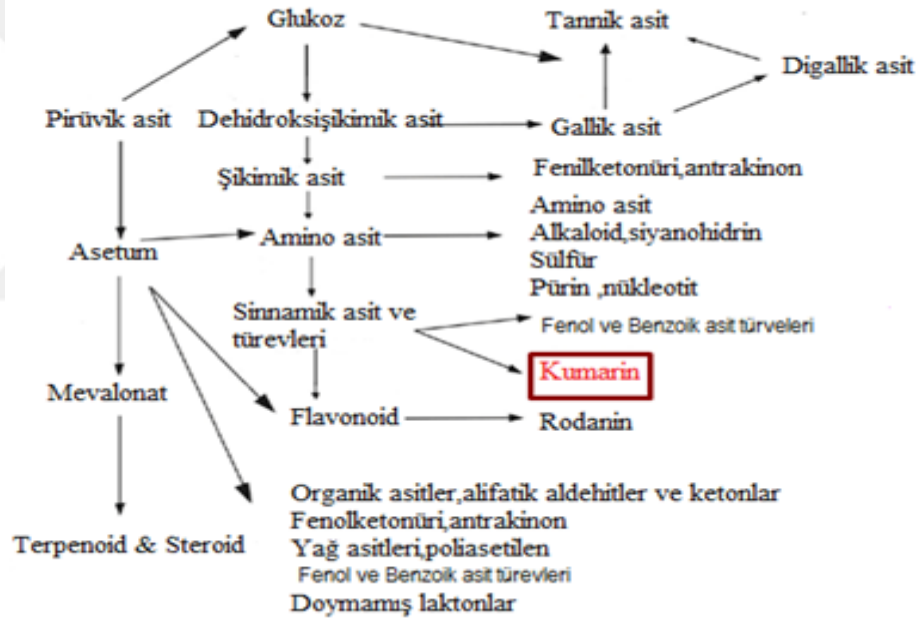 Glukoz
Tannik asit
Digallik asit
Pirüvik asit
Dehidroksişikimik asit
Gallik asit
Şikimik asit
Fenilketonüri,antrakinon
Asetum
Amino asit
Amino asit
Alkaloid,siyanohidrin
Sülfür
Pürin ,nükleotit
Sinnamik asit ve
türevleri
Fenol ve Benzoik asit türveleri
Kumarin
Mevalonat
Flavonoid
Rodanin
Terpenoid & Steroid
Organik asitler,alifatik aldehitler ve ketonlar
Fenolketonüri,antrakinon
Yağ asitleri,poliasetilen
Fenol ve Benzoik asit türevleri
Doymamış laktonlar